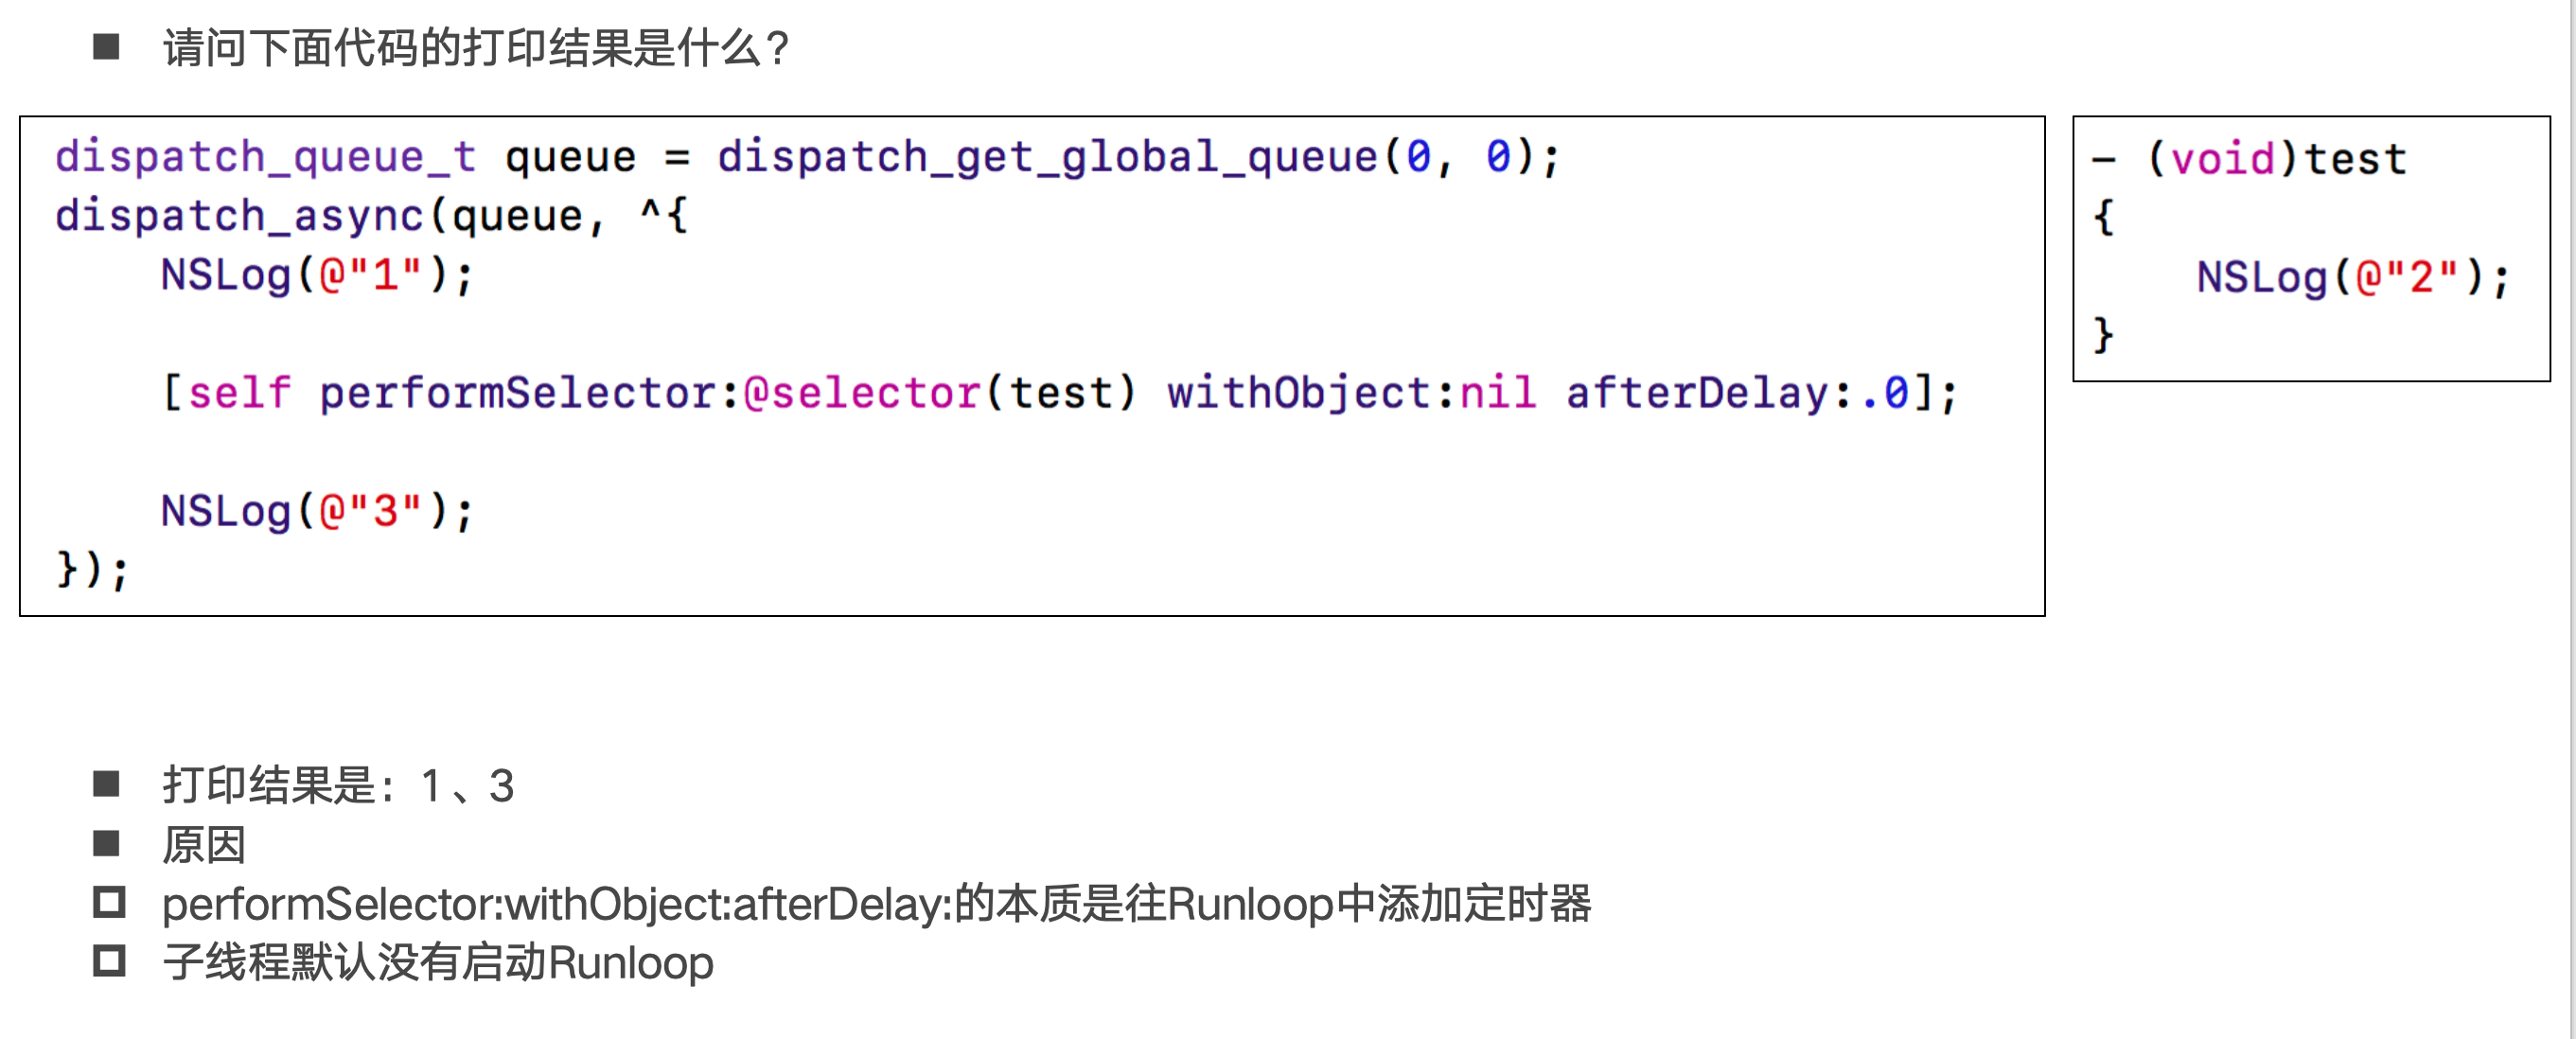 请问下面代码的打印结果是什么？
dispatch_queue_t queue = dispatch_get_global_queue(0, 0);
dispatch_async(queue, ^{
    NSLog(@"1");
    [self performSelector:@selector(test) withObject:nil afterDelay:.0];
    NSLog(@"3");
});
- (void)test
{
    NSLog(@"2");
}
打印结果是：1、3
原因
performSelector:withObject:afterDelay:的本质是往Runloop中添加定时器
子线程默认没有启动Runloop